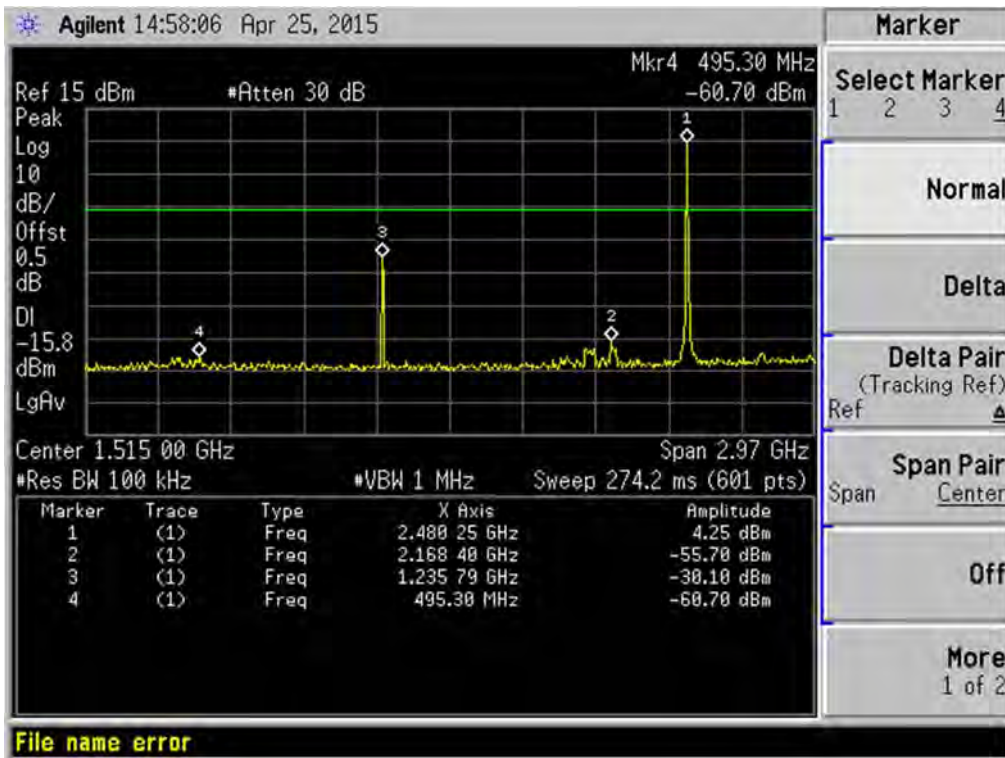 Agilent 14:58:06 Apr 25, 2015
Mkr4 495.30 MHz
Ref 15 dBm #Atten 30 dB -60.70 dBm
Peak
Log
10
dB/
Offst
0.5
dB
DI
-15.8
dBm
LgAv
1
3
2
4
Center 1.515 00 GHz Span 2.97 GHz
#Res BW 100 kHz #VBW 1 MHz Sweep 274.2 ms (601 pts)
Marker Trace Type X Axis Amplitude
1 (1) Freq 2.480 25 GHz 4.25 dBm
2 (1) Freq 2.168 40 GHz -55.70 dBm
3 (1) Freq 1.235 79 GHz -30.10 dBm
4 (1) Freq 495.30 MHz -60.70 dBm
File name error
Marker
Select Marker
1 2 3 4
Normal
Delta
Delta Pair
(Tracking Ref)
Ref Δ
Span Pair
Span Center
Off
More
1 of 2